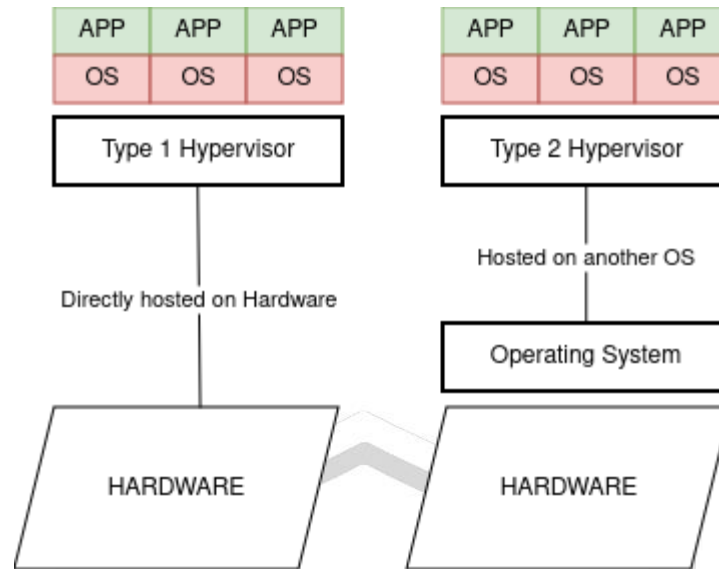 APP APP APP
OS OS OS
Type 1 Hypervisor
Directly hosted on Hardware
HARDWARE
APP APP APP
OS OS OS
Type 2 Hypervisor
Hosted on another OS
Operating System
HARDWARE